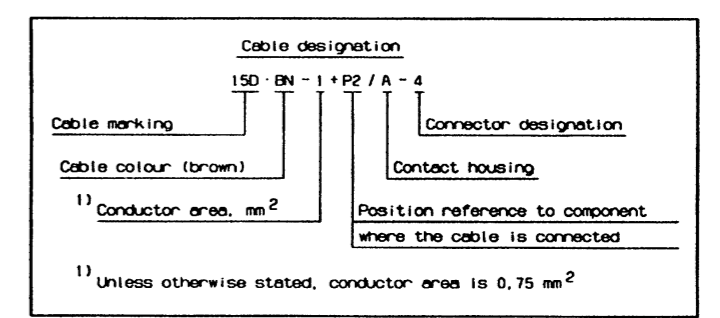 Cable designation
15D · BN - 1 + P2 / A - 4
Cable marking
Connector designation
Cable colour (brown)
Contact housing
1) Conductor area, mm2
Position reference to component
where the cable is connected
1) Unless otherwise stated, conductor area is 0,75 mm2